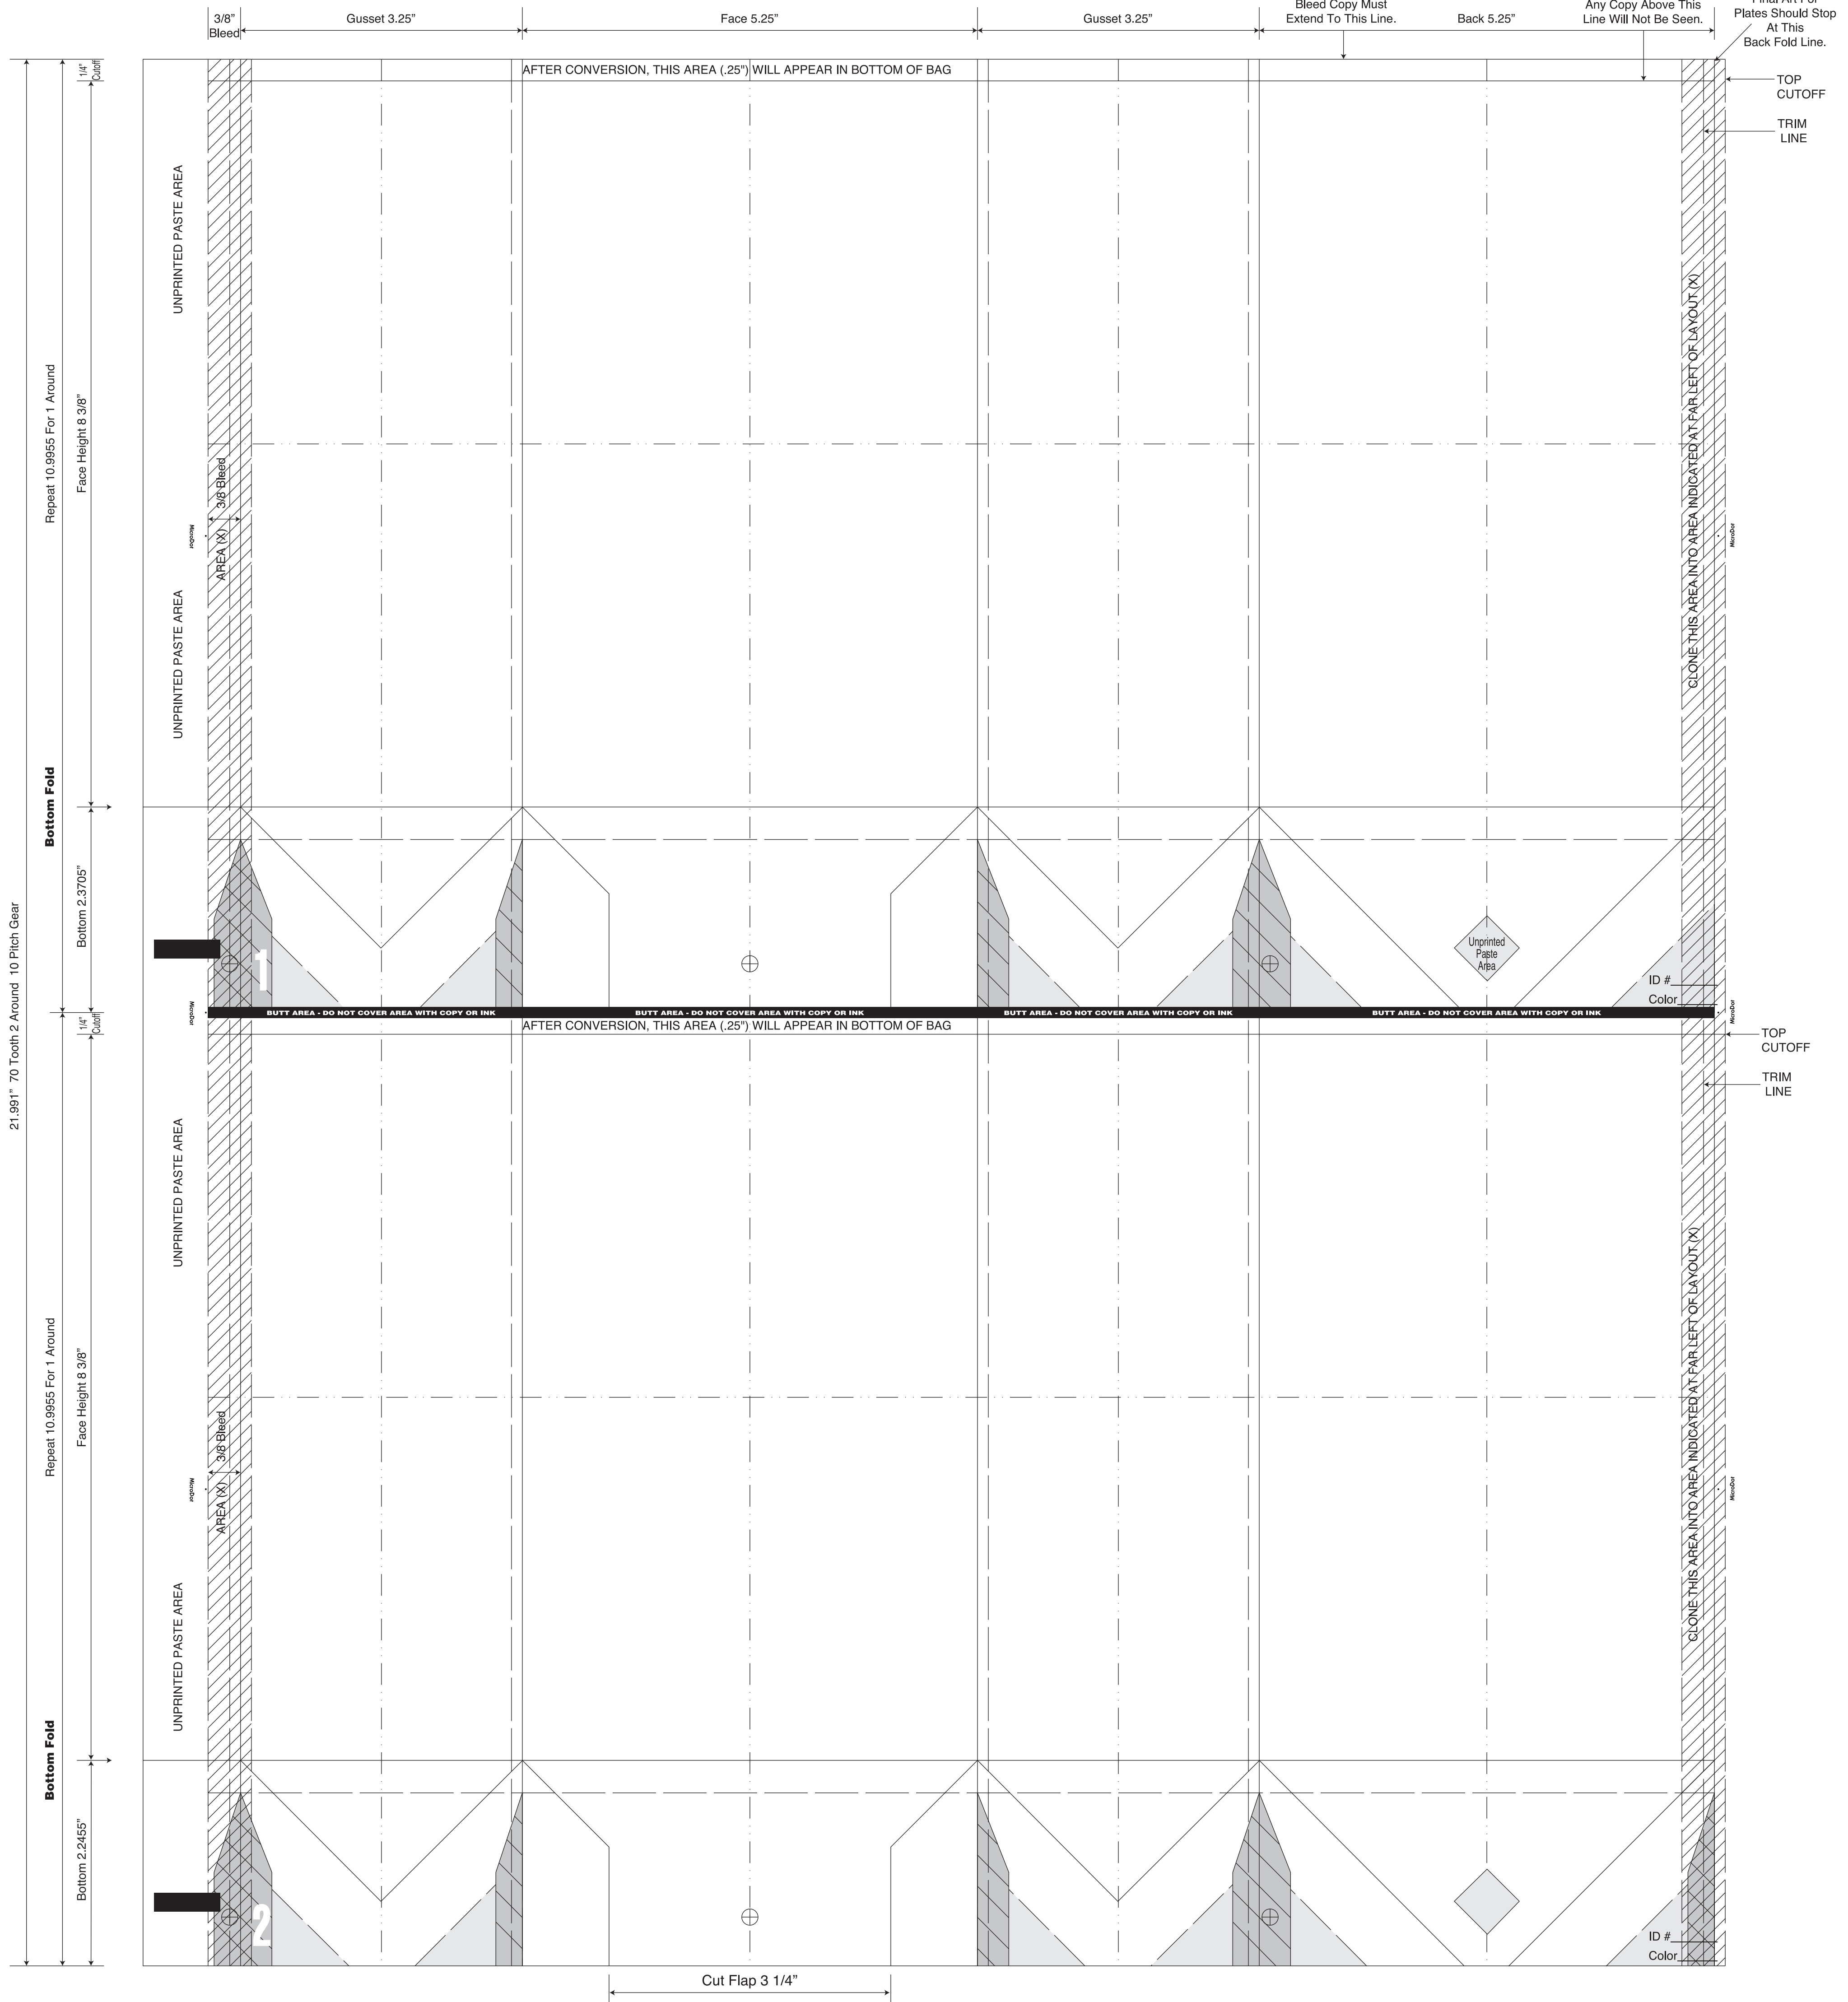 3/8”
Bleed
Gusset 3.25”
Face 5.25”
Gusset 3.25”
Bleed Copy Must
Extend To This Line.
Back 5.25”
Any Copy Above This
Line Will Not Be Seen.
Final Art For
Plates Should Stop
At This
Back Fold Line.
1/4”
Cutoff
AFTER CONVERSION, THIS AREA (.25”) WILL APPEAR IN BOTTOM OF BAG
TOP
CUTOFF
TRIM
LINE
UNPRINTED PASTE AREA
CLONE THIS AREA INTO AREA INDICATED AT FAR LEFT OF LAYOUT (X)
Repeat 10.9955 For 1 Around
Face Height 8 3/8”
AREA (X) 3/8 Bleed
MicroDot
MicroDot
UNPRINTED PASTE AREA
Bottom Fold
Bottom 2.3705”
21.991” 70 Tooth 2 Around 10 Pitch Gear
1
Unprinted
Paste
Area
ID #
Color
MicroDot
BUTT AREA - DO NOT COVER AREA WITH COPY OR INK
BUTT AREA - DO NOT COVER AREA WITH COPY OR INK
BUTT AREA - DO NOT COVER AREA WITH COPY OR INK
BUTT AREA - DO NOT COVER AREA WITH COPY OR INK
MicroDot
1/4”
Cutoff
AFTER CONVERSION, THIS AREA (.25”) WILL APPEAR IN BOTTOM OF BAG
TOP
CUTOFF
TRIM
LINE
UNPRINTED PASTE AREA
CLONE THIS AREA INTO AREA INDICATED AT FAR LEFT OF LAYOUT (X)
Repeat 10.9955 For 1 Around
Face Height 8 3/8”
AREA (X) 3/8 Bleed
MicroDot
MicroDot
UNPRINTED PASTE AREA
Bottom Fold
Bottom 2.2455”
2
ID #
Color
Cut Flap 3 1/4”